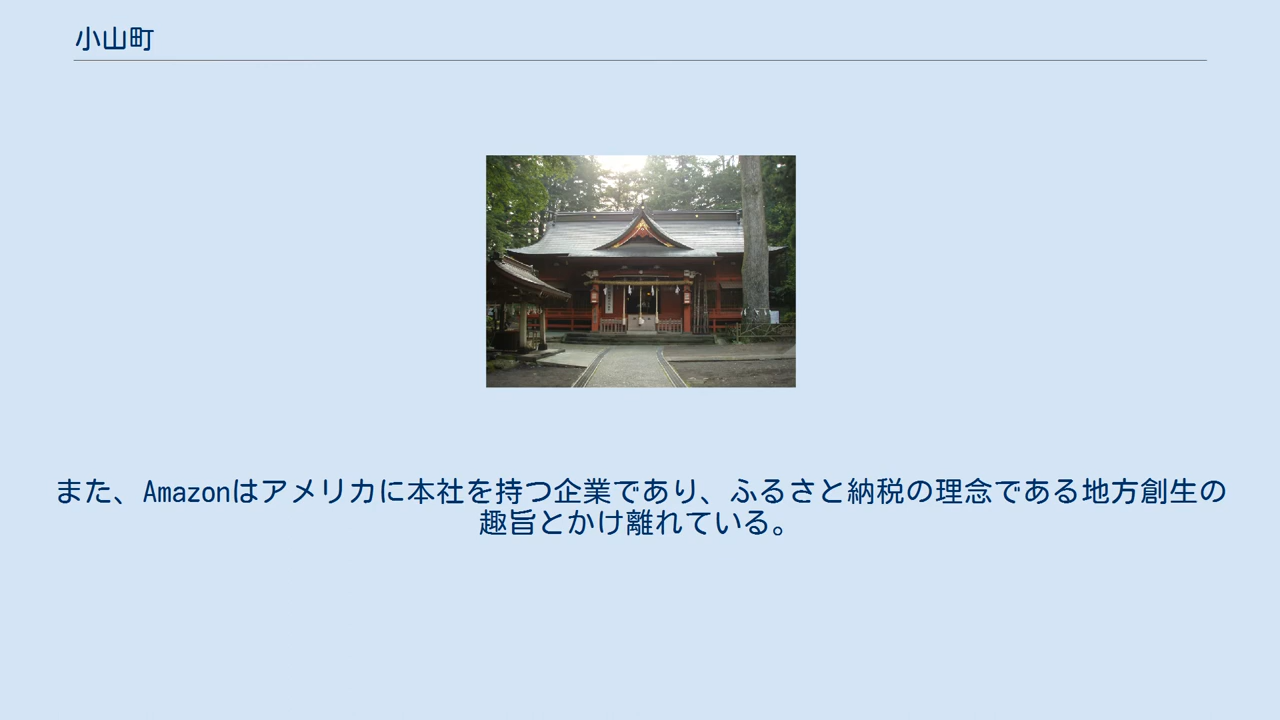 小山町
また、Amazonはアメリカに本社を持つ企業であり、ふるさと納税の理念である地方創生の
趣旨とかけ離れている。